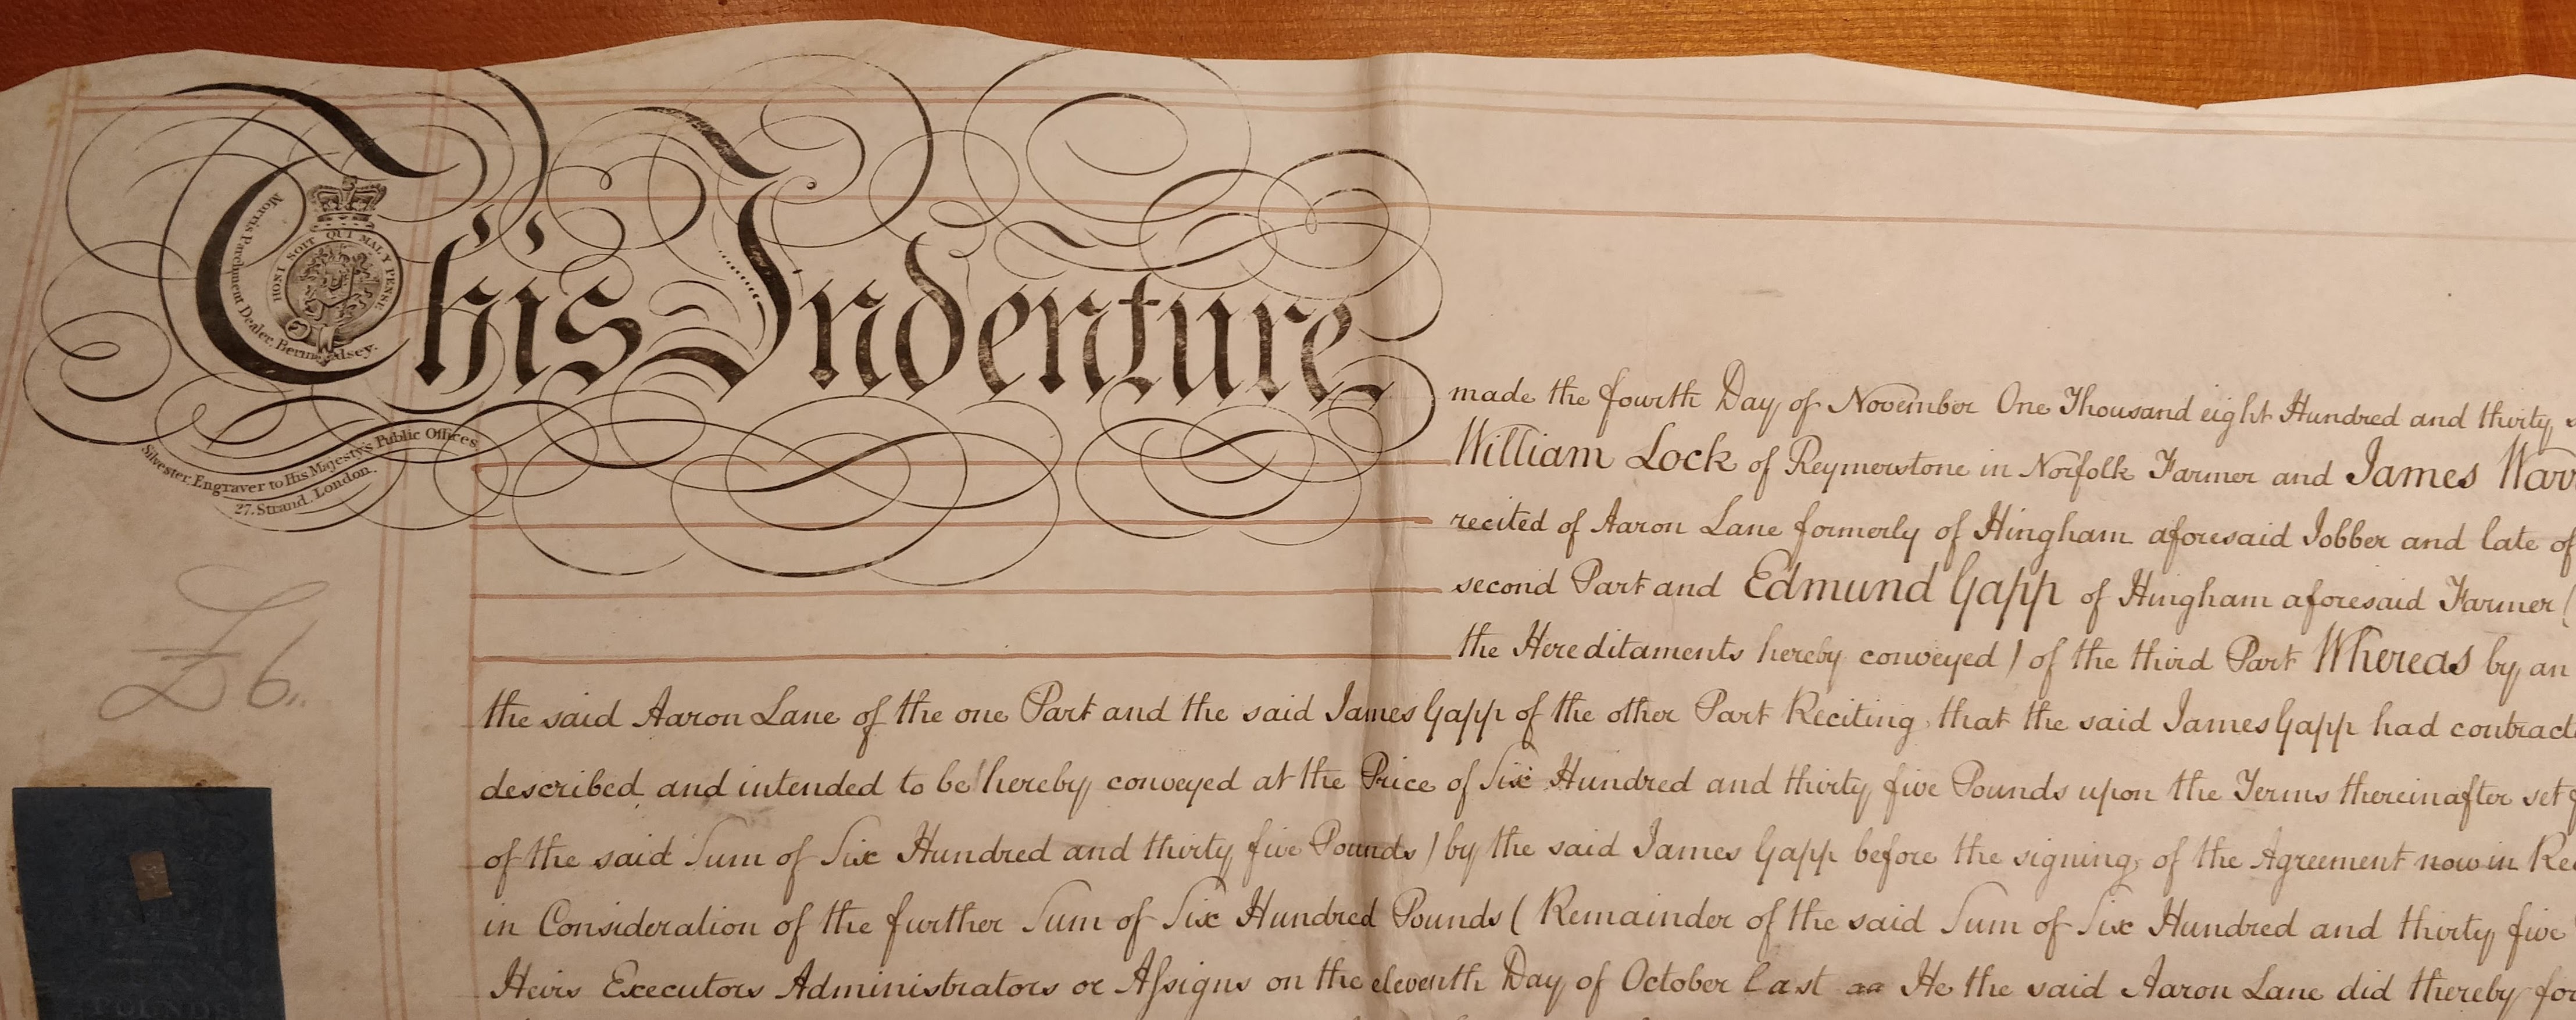 This Indenture
Morris Parchment Dealer, Bermondsey.
HONI SOIT QUI MAL Y PENSE
Silvester, Engraver to His Majesty's Public Offices
27, Strand, London.
made the fourth Day of November One Thousand eight Hundred and thirty
William Lock of Reymerstone in Norfolk Farmer and James
recited of Aaron Lane formerly of Hingham aforesaid Jobber and late of
second Part and Edmund Gapp of Hingham aforesaid Farmer (
the Hereditaments hereby conveyed ) of the third Part Whereas by an
£6,,
the said Aaron Lane of the one Part and the said James Gapp of the other Part Reciting that the said James Gapp had
described and intended to be hereby conveyed at the Price of Six Hundred and thirty five Pounds upon the Terms thereinafter set
of the said Sum of Six Hundred and thirty five Pounds ) by the said James Gapp before the signing of the Agreement now in
in Consideration of the further Sum of Six Hundred Pounds ( Remainder of the said Sum of Six Hundred and thirty five
Heirs Executors Administrators or Assigns on the eleventh Day of October last He the said Aaron Lane did thereby for